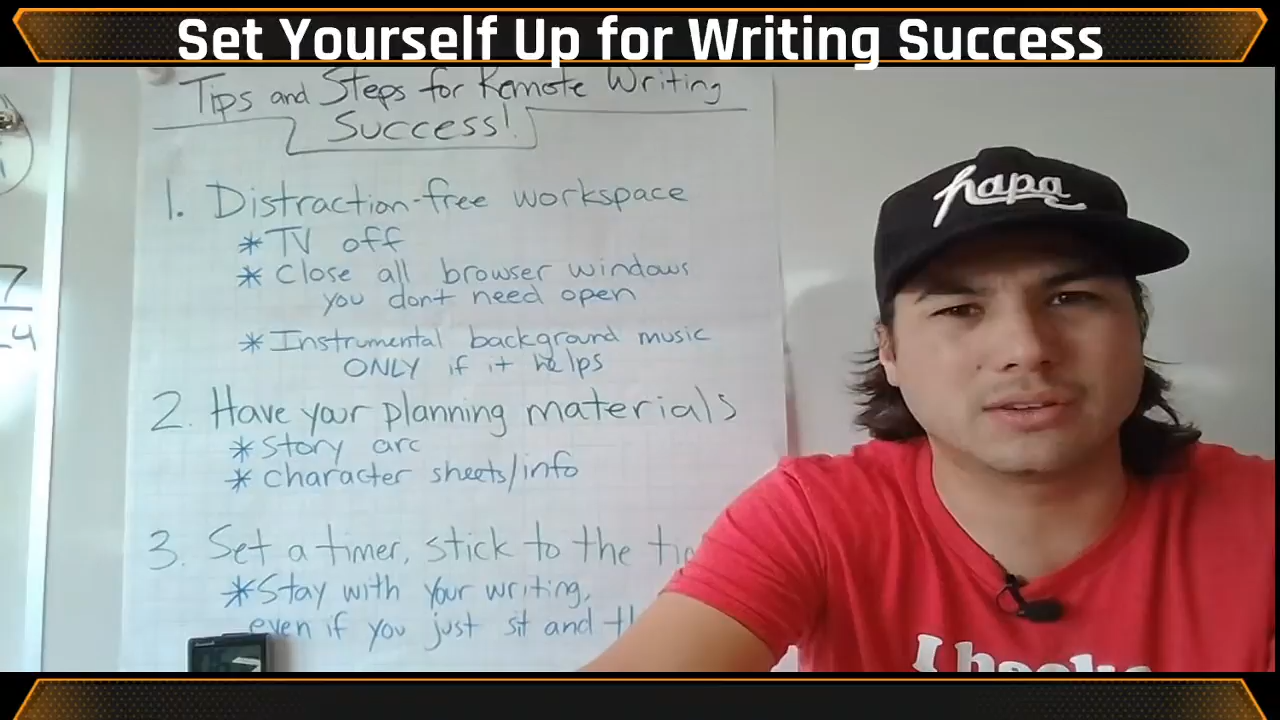 Set Yourself Up for Writing Success
Tips and Steps for Remote Writing
Success!
1. Distraction-free workspace
* TV off
* Close all browser windows
you don't need open
* Instrumental background music
ONLY if it helps
2. Have your planning materials
* Story arc
* Character sheets/info
3. Set a timer, stick to the
* Stay with your writing,
even if you just sit and
hapa
I
7